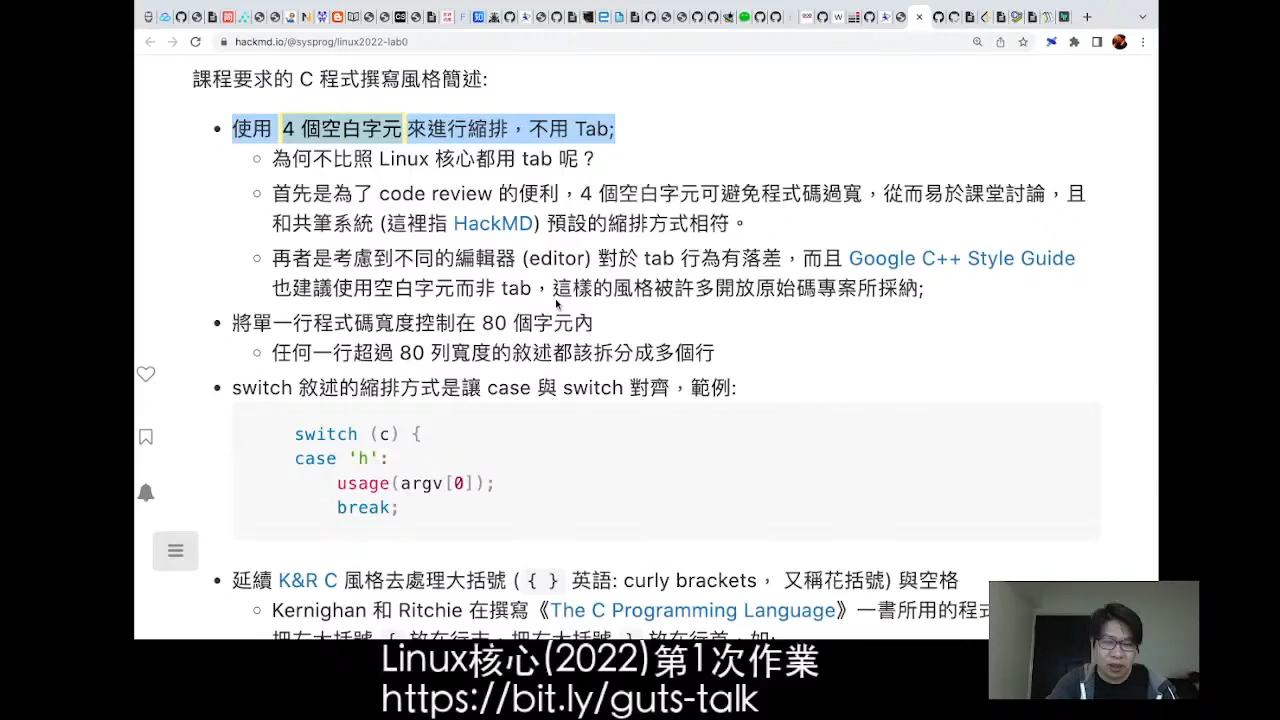 hackmd.io/@sysprog/linux2022-lab0
課程要求的 C 程式撰寫風格簡述:
• 使用 4 個空白字元 來進行縮排，不用 Tab;
◦ 為何不比照 Linux 核心都用 tab 呢？
◦ 首先是為了 code review 的便利，4 個空白字元可避免程式碼過寬，從而易於課堂討論，且
和共筆系統 (這裡指 HackMD) 預設的縮排方式相符。
◦ 再者是考慮到不同的編輯器 (editor) 對於 tab 行為有落差，而且 Google C++ Style Guide
也建議使用空白字元而非 tab，這樣的風格被許多開放原始碼專案所採納;
• 將單一行程式碼寬度控制在 80 個字元內
◦ 任何一行超過 80 列寬度的敘述都該拆分成多個行
• switch 敘述的縮排方式是讓 case 與 switch 對齊，範例:
switch (c) {
case 'h':
usage(argv[0]);
break;
• 延續 K&R C 風格去處理大括號 ( { } 英語: curly brackets， 又稱花括號) 與空格
◦ Kernighan 和 Ritchie 在撰寫《The C Programming Language》一書所用的程式
Linux核心(2022)第1次作業
https://bit.ly/guts-talk